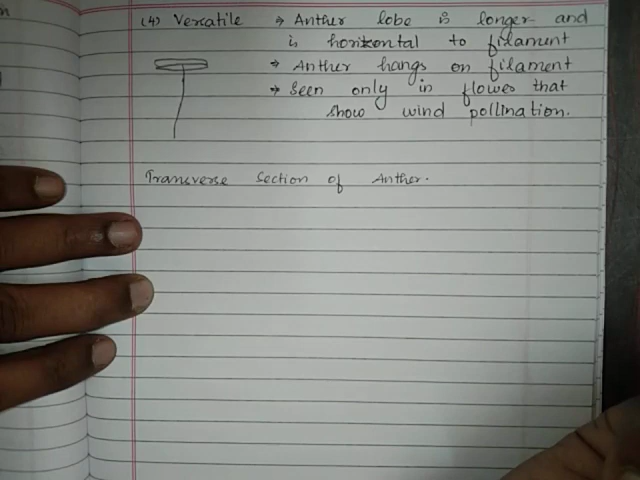 (4) Vercatile → Anther lobe is longer and
is horizontal to filament
→ Anther hangs on filament
→ Seen only in flowes that
show wind pollination.
Transverse Section of Anther.